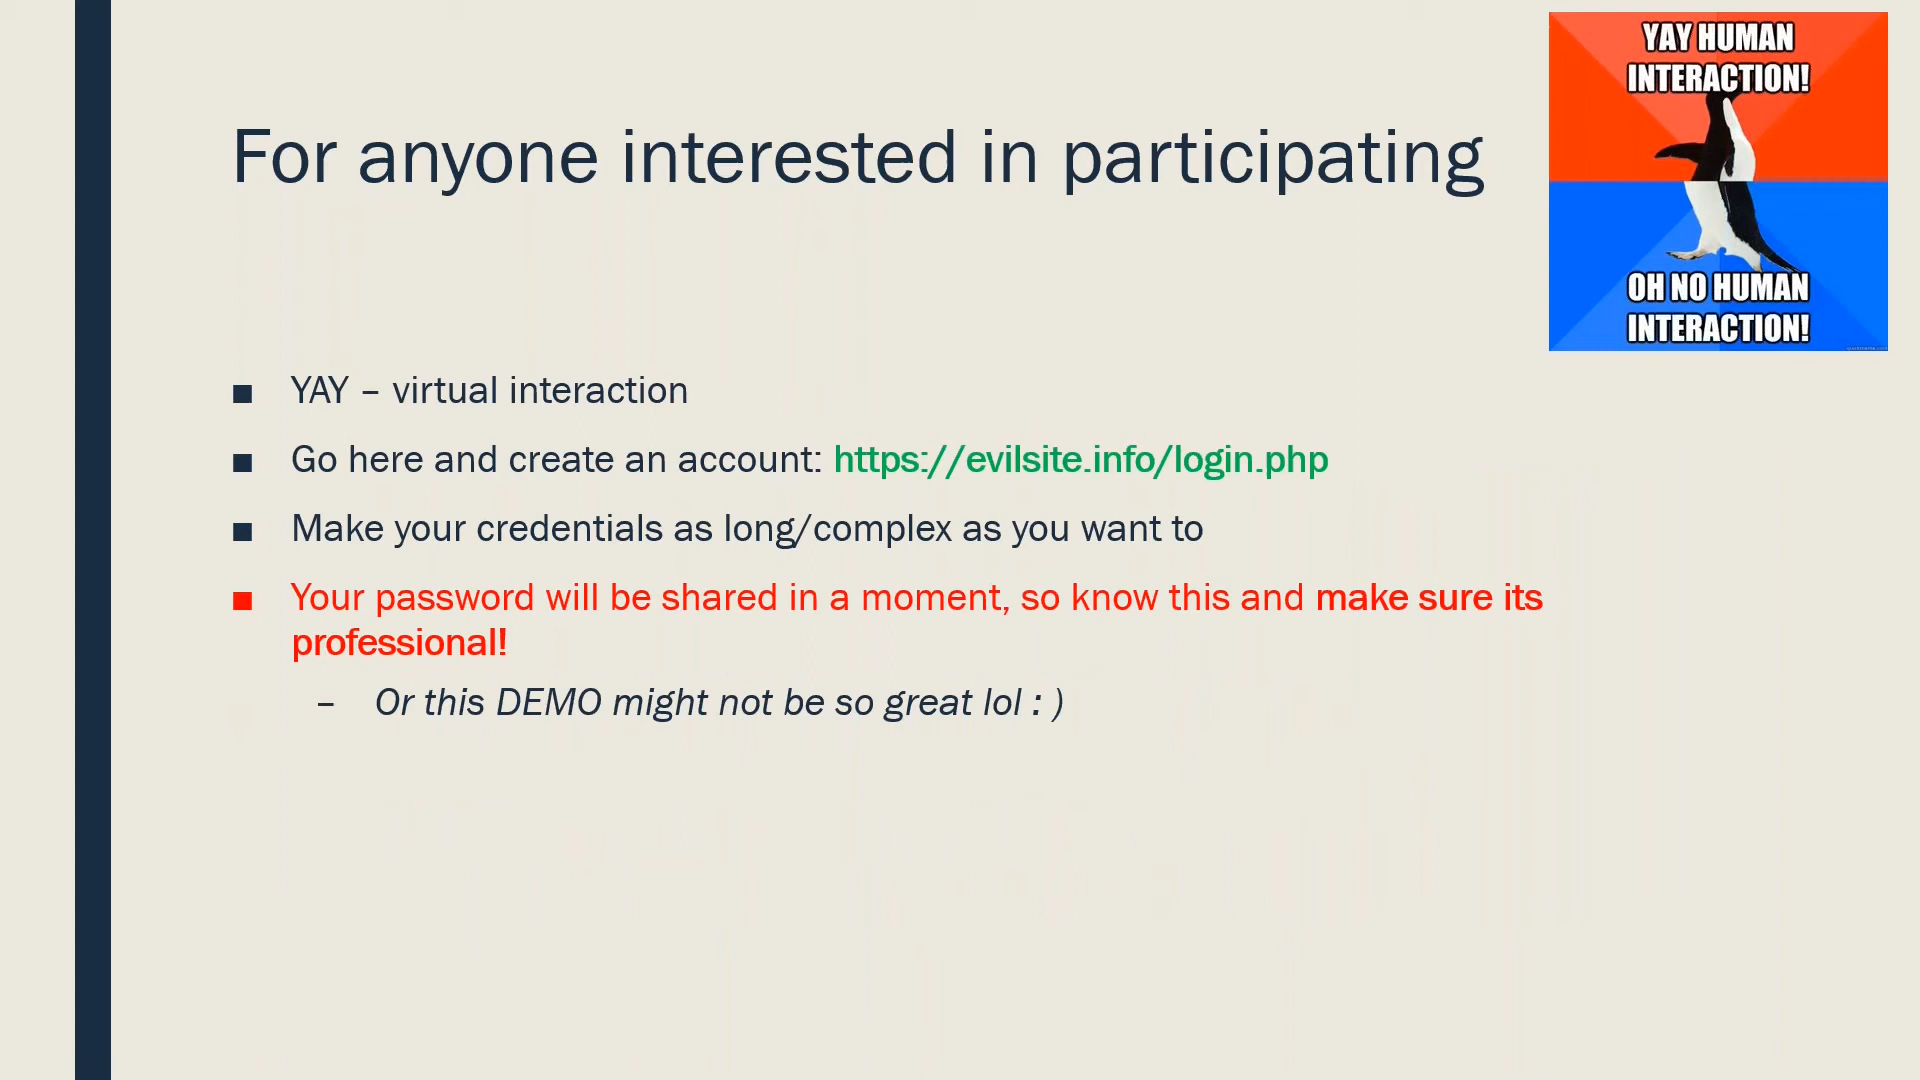 YAY HUMAN
INTERACTION!
For anyone interested in participating
OH NO HUMAN
INTERACTION!
■ YAY – virtual interaction
■ Go here and create an account: https://evilsite.info/login.php
■ Make your credentials as long/complex as you want to
■ Your password will be shared in a moment, so know this and make sure its
professional!
– Or this DEMO might not be so great lol : )